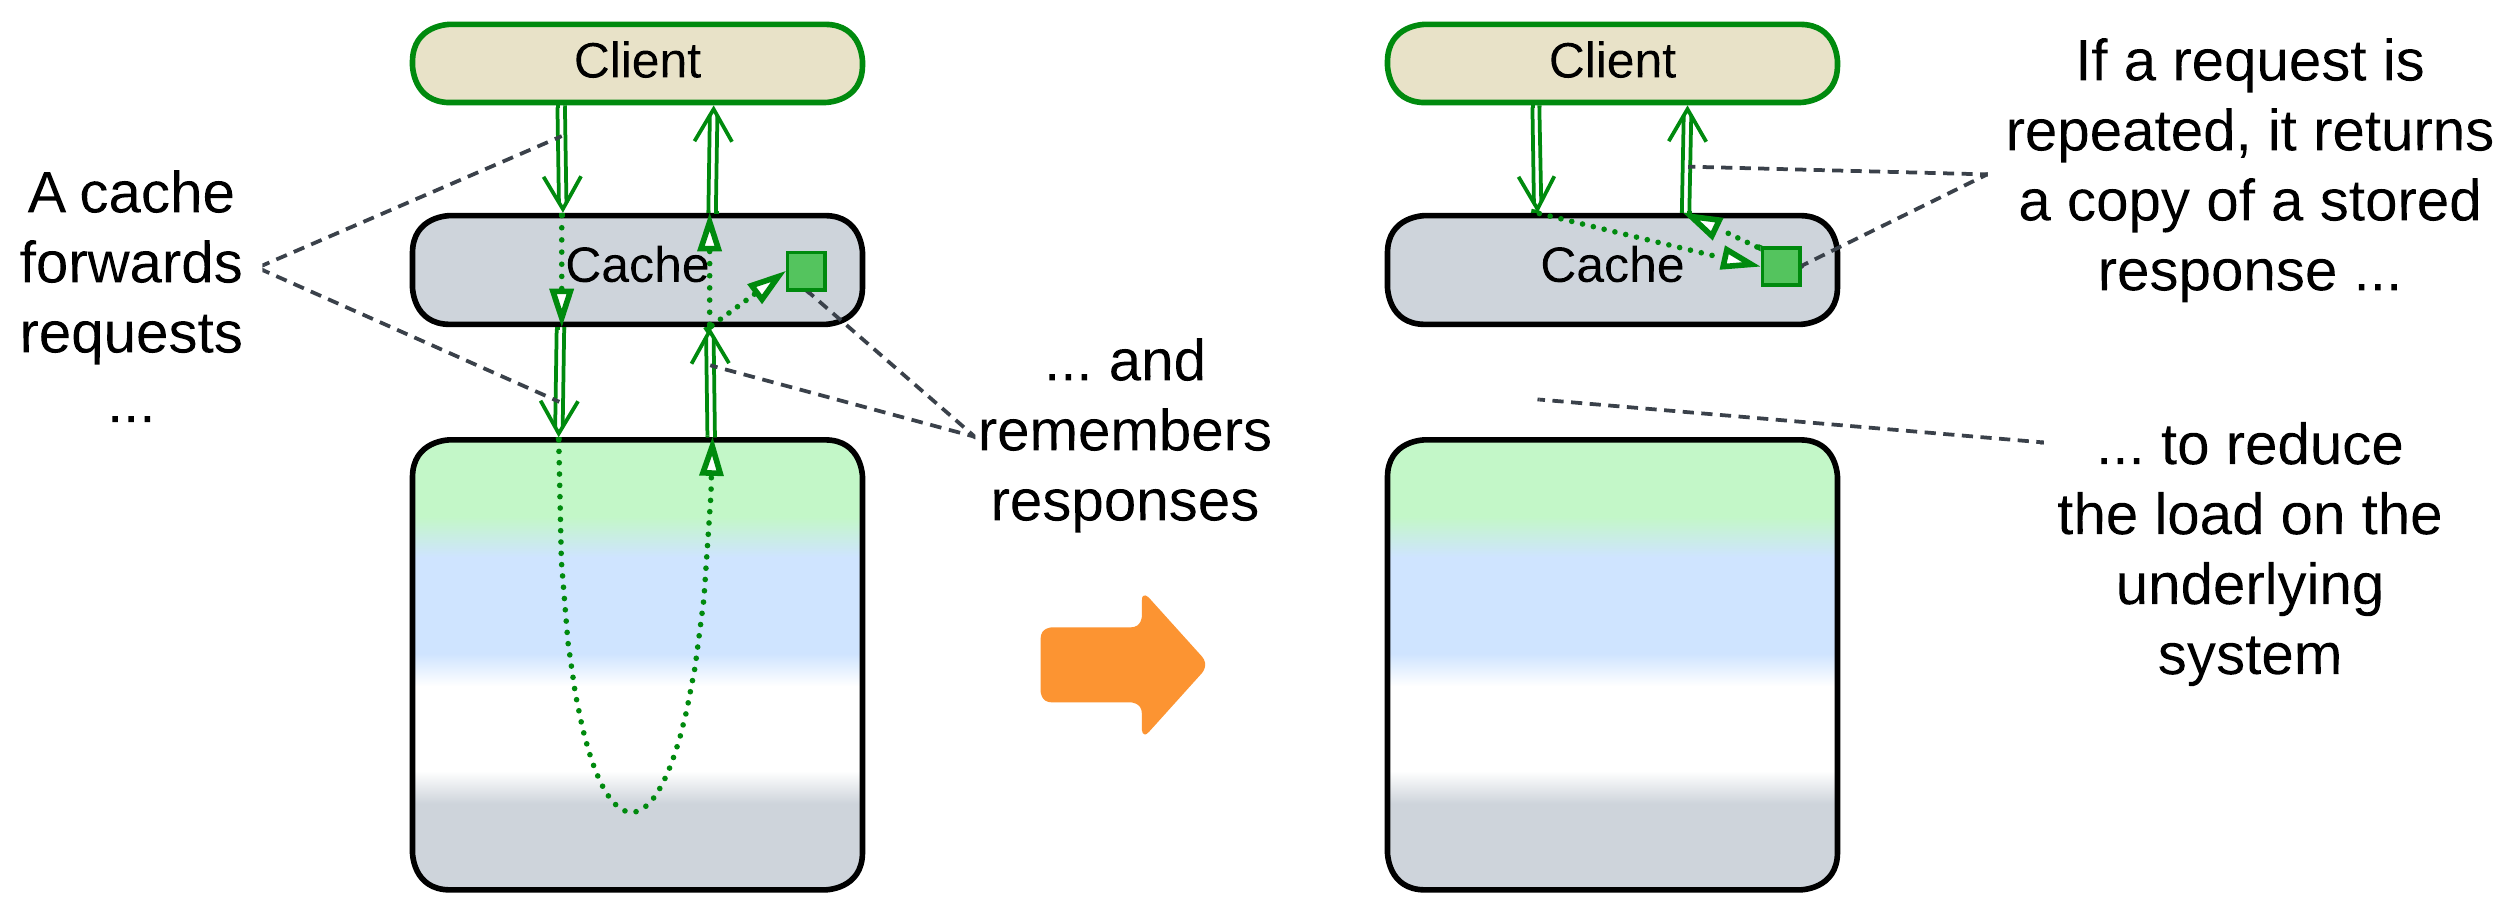 Client
Cache
A cache
forwards
requests
...
... and
remembers
responses
Client
Cache
If a request is
repeated, it returns
a copy of a stored
response ...
... to reduce
the load on the
underlying
system